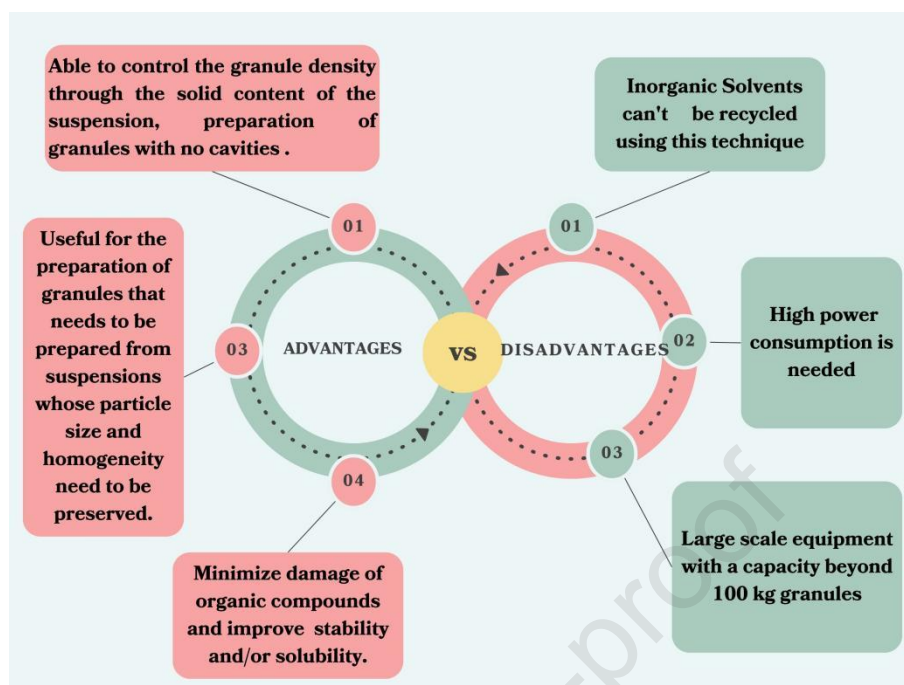 Able to control the granule density
through the solid content of the
suspension, preparation of
granules with no cavities .
01
Useful for the
preparation of
granules that
needs to be
prepared from
suspensions
whose particle
size and
homogeneity
need to be
preserved.
03
ADVANTAGES
04
Minimize damage of
organic compounds
and improve stability
and/or solubility.
vs
Inorganic Solvents
can't be recycled
using this technique
01
DISADVANTAGES
02
High power
consumption is
needed
03
Large scale equipment
with a capacity beyond
100 kg granules